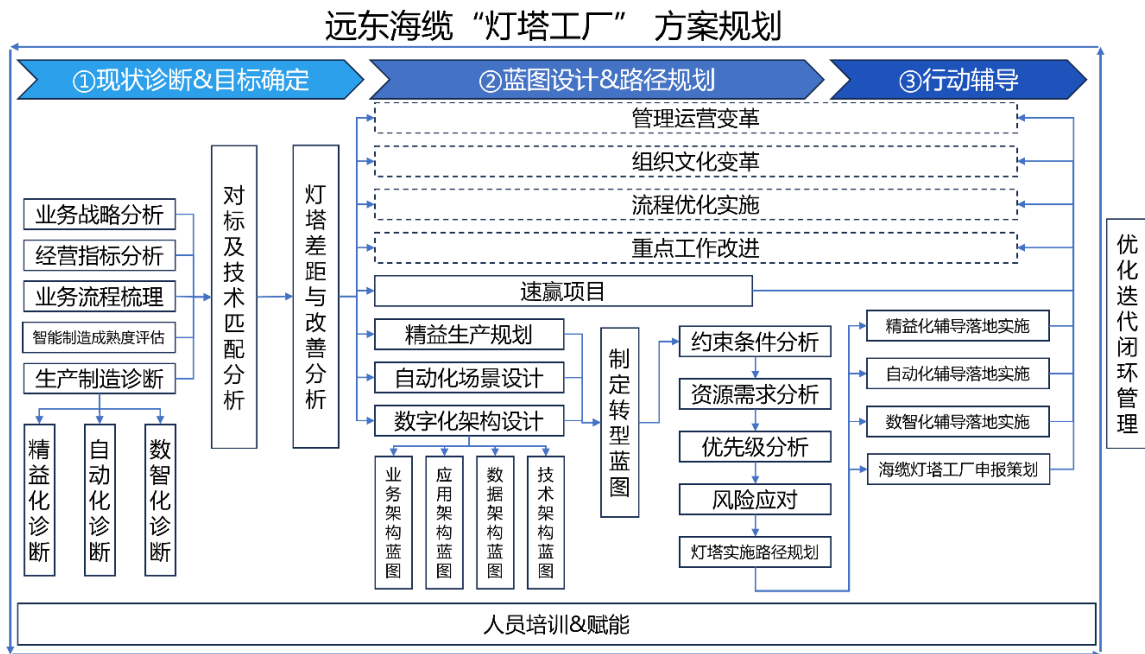 远东海缆“灯塔工厂” 方案规划
①现状诊断&目标确定
②蓝图设计&路径规划
③行动辅导
业务战略分析
经营指标分析
业务流程梳理
智能制造成熟度评估
生产制造诊断
精益化诊断
自动化诊断
数智化诊断
对标及技术匹配分析
灯塔差距与改善分析
管理运营变革
组织文化变革
流程优化实施
重点工作改进
速赢项目
精益生产规划
自动化场景设计
数字化架构设计
业务架构蓝图
应用架构蓝图
数据架构蓝图
技术架构蓝图
制定转型蓝图
约束条件分析
资源需求分析
优先级分析
风险应对
灯塔实施路径规划
精益化辅导落地实施
自动化辅导落地实施
数智化辅导落地实施
海缆灯塔工厂申报策划
优化迭代闭环管理
人员培训&赋能